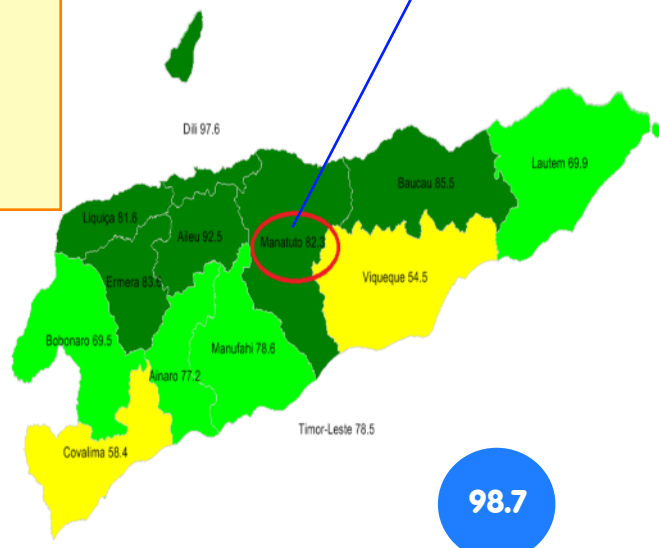 Dili 97.6
Lautem 69.9
Baucau 85.5
Liquiça 81.6
Aileu 92.5
Manatuto 82.3
Ermera 83.6
Viqueque 54.5
Bobonaro 69.5
Manufahi 78.6
Ainaro 77.2
Timor-Leste 78.5
Covalima 58.4
98.7